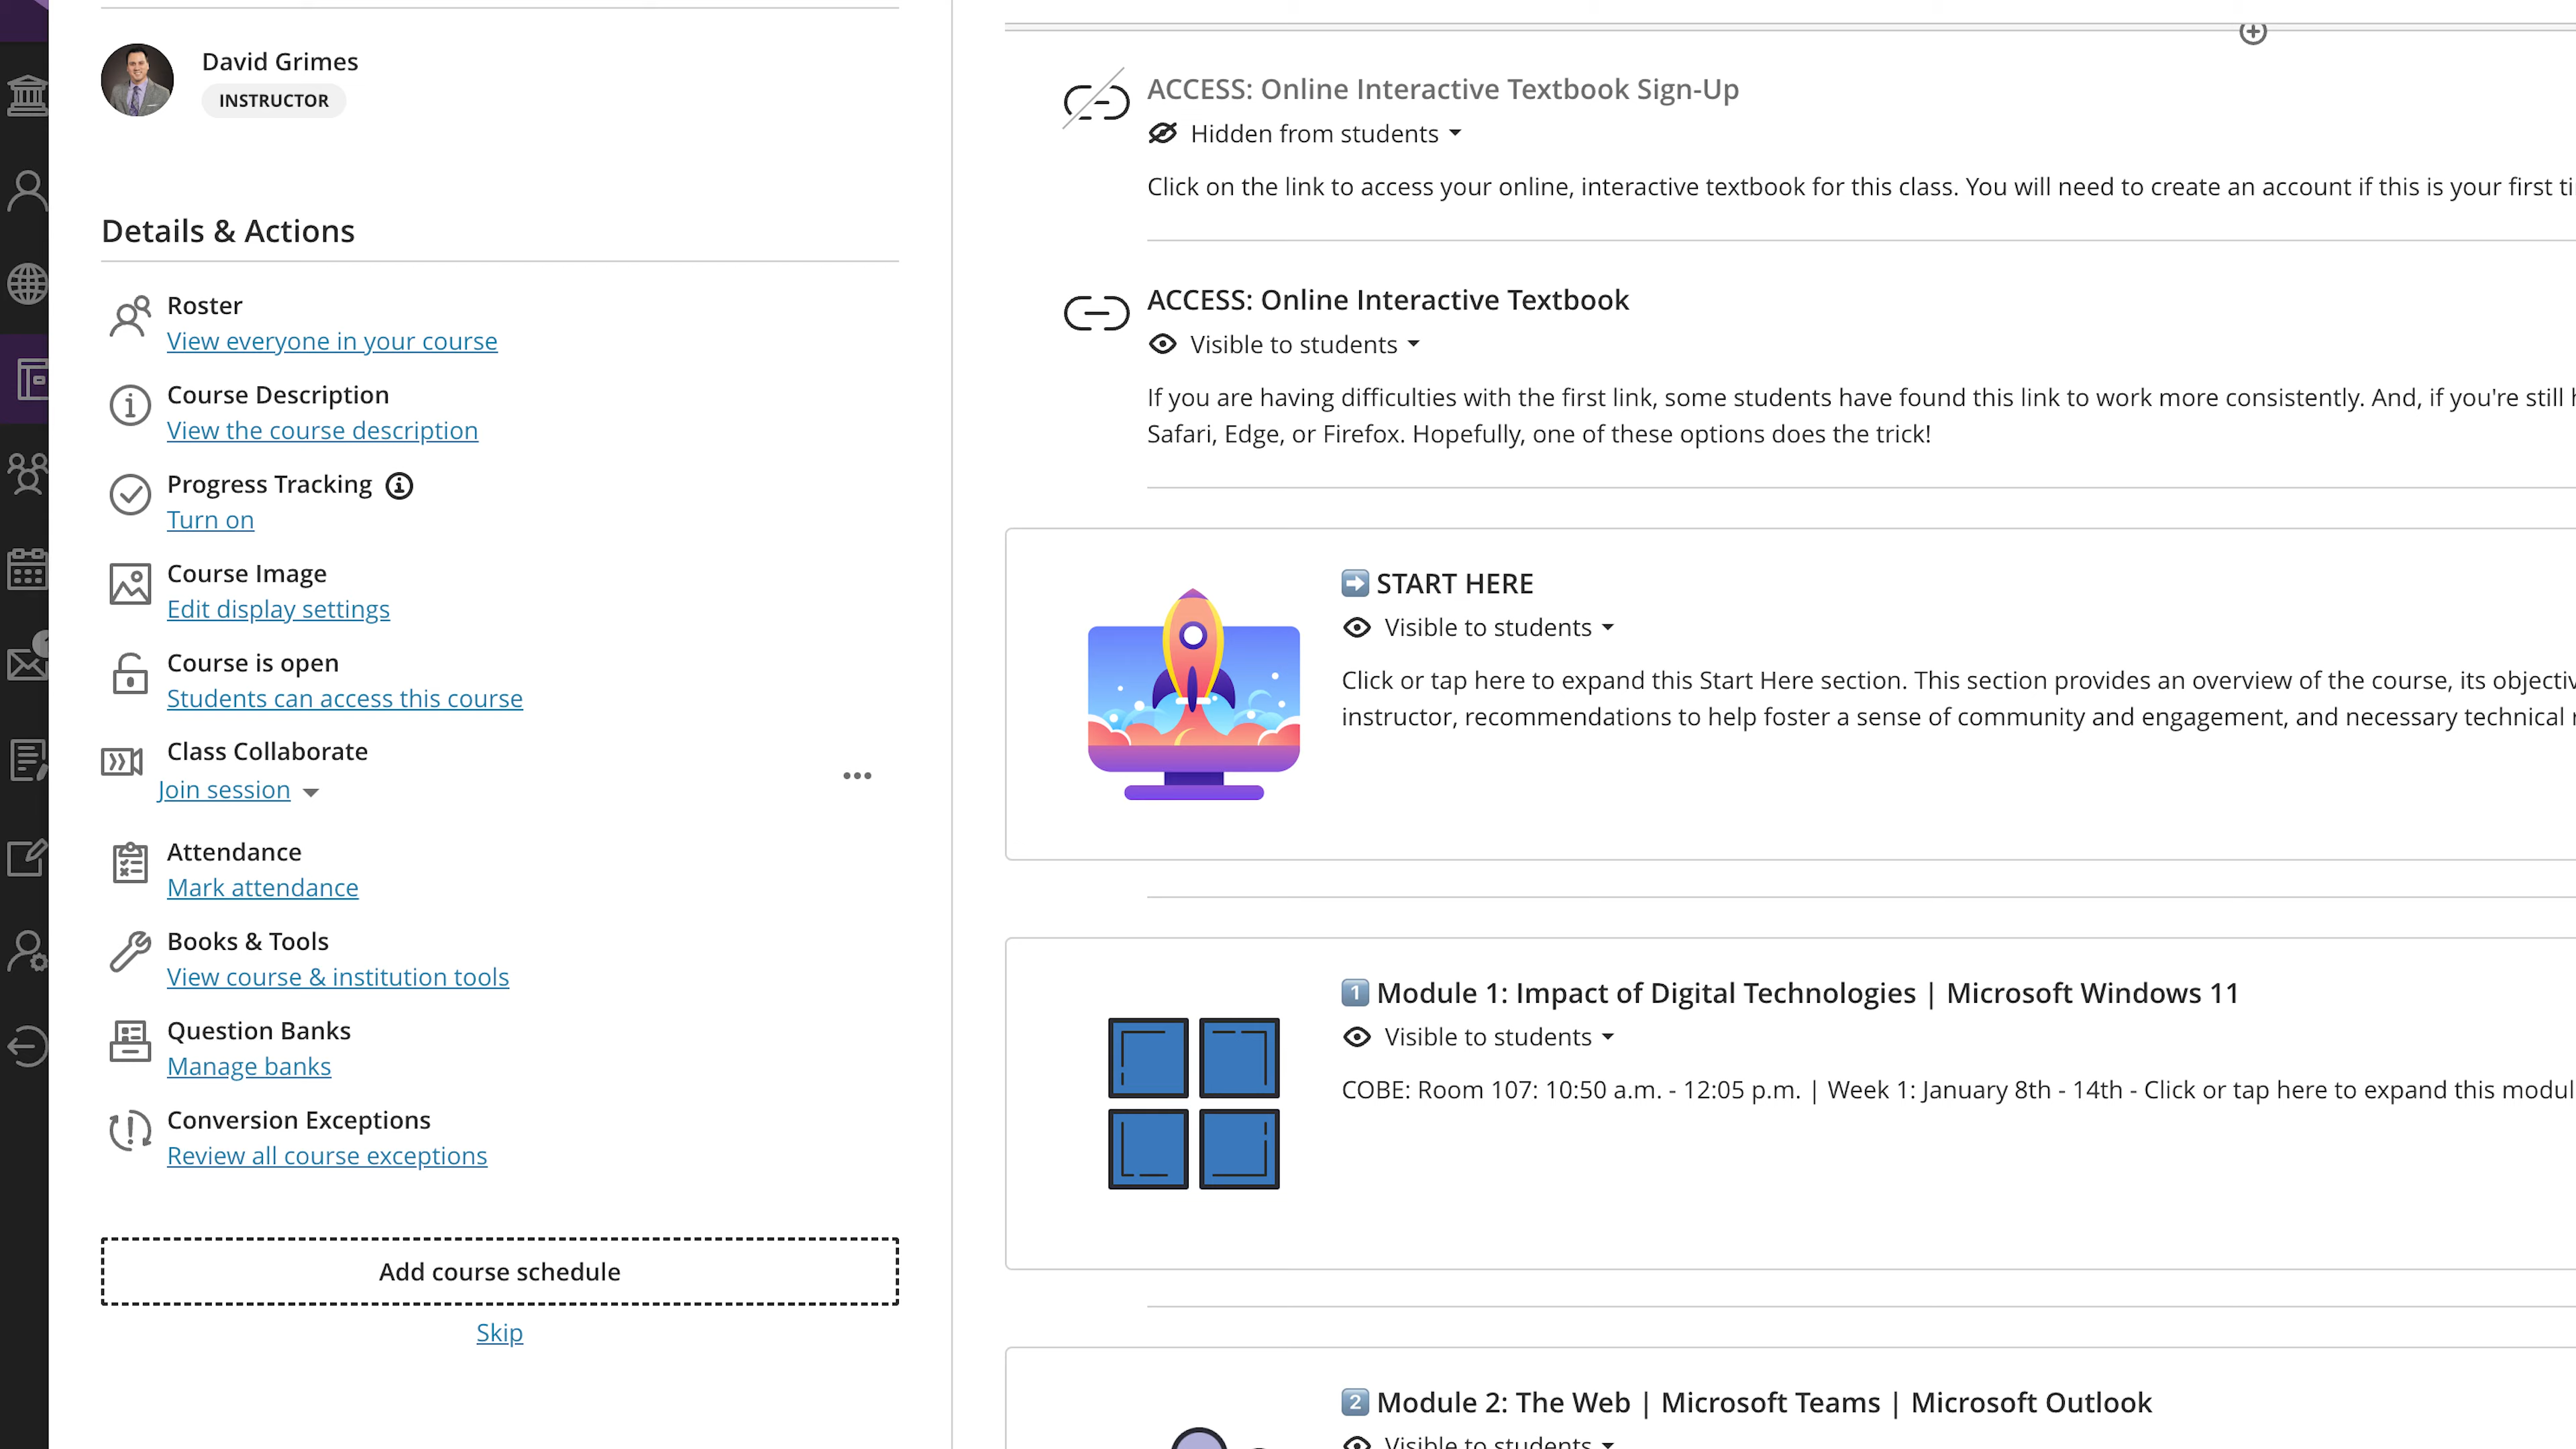 David Grimes
INSTRUCTOR
Details & Actions
Roster
View everyone in your course
Course Description
View the course description
Progress Tracking
Turn on
Course Image
Edit display settings
Course is open
Students can access this course
Class Collaborate
Join session
Attendance
Mark attendance
Books & Tools
View course & institution tools
Question Banks
Manage banks
Conversion Exceptions
Review all course exceptions
Add course schedule
Skip
ACCESS: Online Interactive Textbook Sign-Up
Hidden from students
Click on the link to access your online, interactive textbook for this class. You will need to create an account if this is your first
ACCESS: Online Interactive Textbook
Visible to students
If you are having difficulties with the first link, some students have found this link to work more consistently. And, if you're still
Safari, Edge, or Firefox. Hopefully, one of these options does the trick!
START HERE
Visible to students
Click or tap here to expand this Start Here section. This section provides an overview of the course, its
instructor, recommendations to help foster a sense of community and engagement, and necessary technical
1 Module 1: Impact of Digital Technologies | Microsoft Windows 11
Visible to students
COBE: Room 107: 10:50 a.m. - 12:05 p.m. | Week 1: January 8th - 14th - Click or tap here to expand this
2 Module 2: The Web | Microsoft Teams | Microsoft Outlook
Visible to students